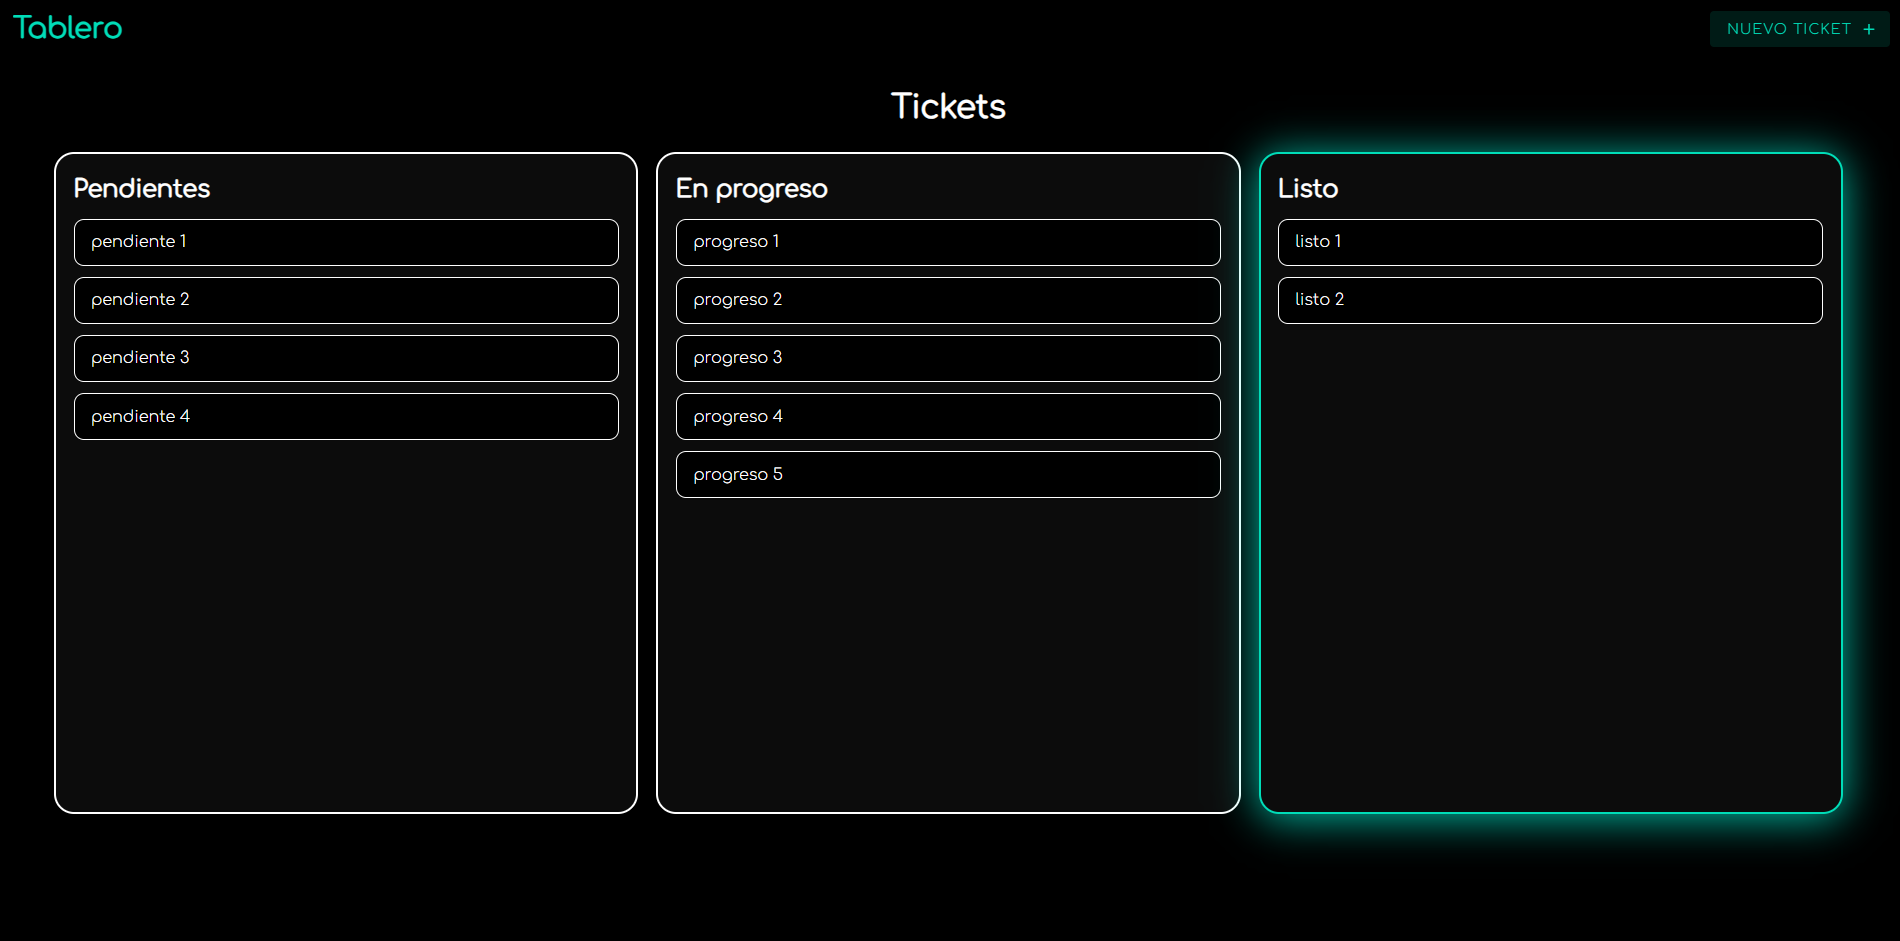 Tablero
NUEVO TICKET +
Tickets
Pendientes
pendiente 1
pendiente 2
pendiente 3
pendiente 4
En progreso
progreso 1
progreso 2
progreso 3
progreso 4
progreso 5
Listo
listo 1
listo 2